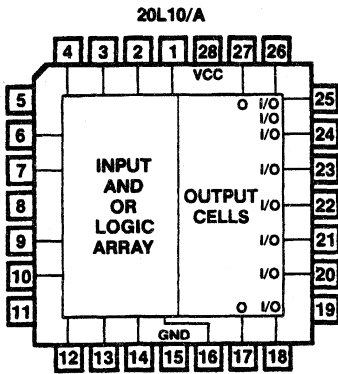 20L10/A
4 3 2 1 28 27 26
VCC
5 O I/O 25
I/O
6 24
7 I/O 23
INPUT
AND
OR
LOGIC
ARRAY
OUTPUT
CELLS
8 I/O 22
9 I/O 21
10 I/O 20
11 O I/O 19
GND
12 13 14 15 16 17 18